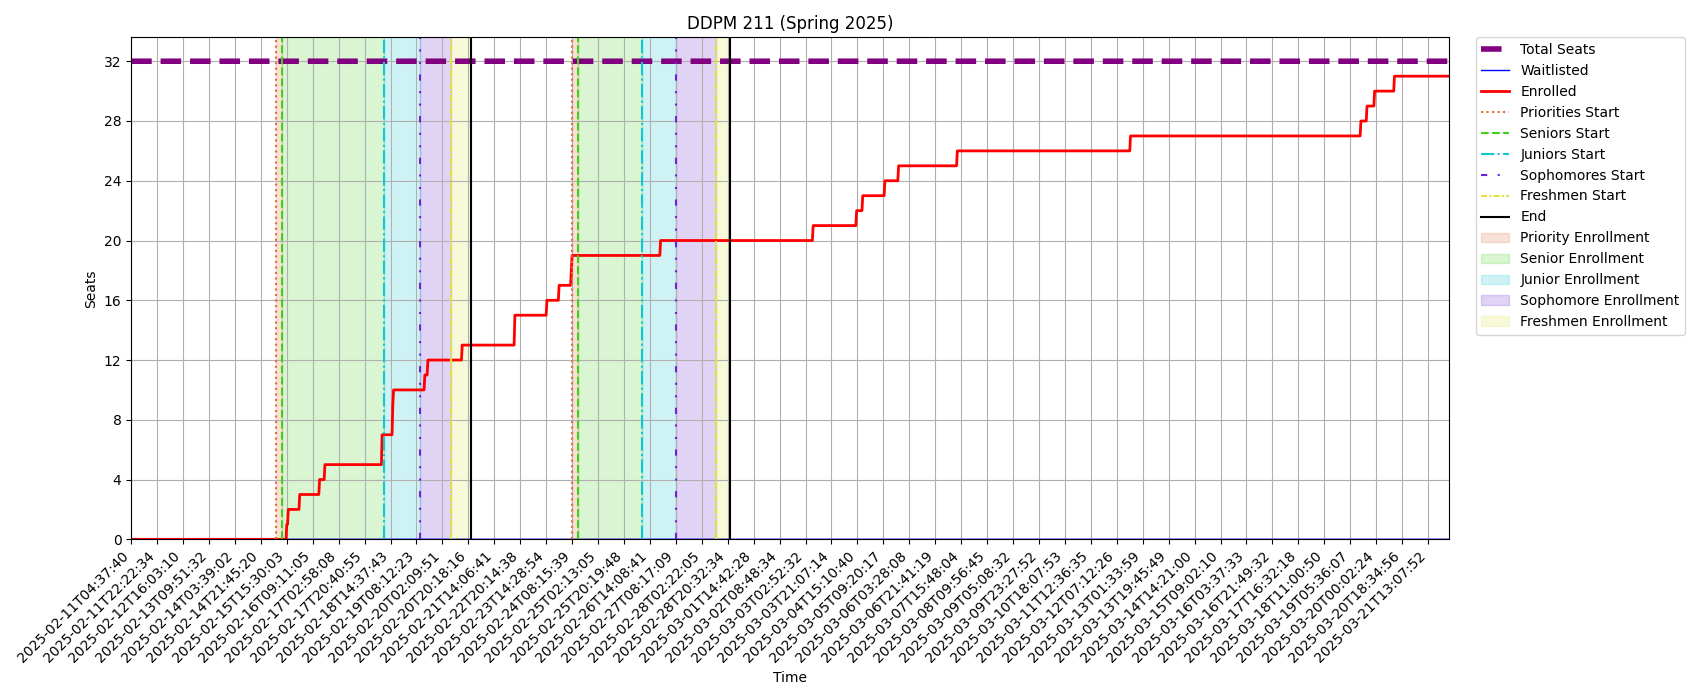 DDPM 211 (Spring 2025)
Total Seats
Waitlisted
Enrolled
Priorities Start
Seniors Start
Juniors Start
Sophomores Start
Freshmen Start
End
Priority Enrollment
Senior Enrollment
Junior Enrollment
Sophomore Enrollment
Freshmen Enrollment
Seats
32
28
24
20
16
12
8
4
0
2025-02-11T04:37:40
2025-02-11T22:22:34
2025-02-12T16:03:10
2025-02-13T09:51:32
2025-02-14T03:39:02
2025-02-14T21:45:20
2025-02-15T15:30:03
2025-02-16T09:11:05
2025-02-17T02:58:08
2025-02-17T20:40:55
2025-02-18T14:37:43
2025-02-19T08:12:23
2025-02-20T02:09:51
2025-02-20T20:18:16
2025-02-21T14:06:41
2025-02-22T20:14:38
2025-02-23T14:28:54
2025-02-24T08:15:39
2025-02-25T02:13:05
2025-02-25T20:19:48
2025-02-26T14:08:41
2025-02-27T08:17:09
2025-02-28T02:22:05
2025-02-28T20:32:34
2025-03-01T14:42:28
2025-03-02T08:48:34
2025-03-03T02:52:32
2025-03-03T21:07:14
2025-03-04T15:10:40
2025-03-05T09:20:17
2025-03-06T03:28:08
2025-03-06T21:41:19
2025-03-07T15:48:04
2025-03-08T09:56:45
2025-03-09T05:08:32
2025-03-09T23:27:52
2025-03-10T18:07:53
2025-03-11T12:36:35
2025-03-12T07:12:26
2025-03-13T01:33:59
2025-03-13T19:45:49
2025-03-14T14:21:00
2025-03-15T09:02:10
2025-03-16T03:37:33
2025-03-16T21:49:32
2025-03-17T16:32:18
2025-03-18T11:00:50
2025-03-19T05:36:07
2025-03-20T00:02:24
2025-03-20T18:34:56
2025-03-21T13:07:52
Time